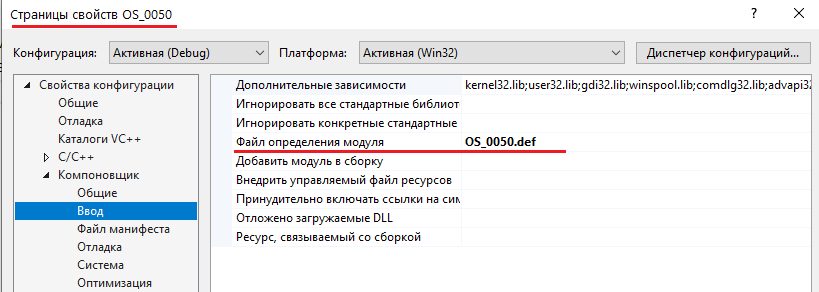 Страницы свойств OS_0050
Конфигурация: Активная (Debug) Платформа: Активная (Win32) Диспетчер конфигураций...
Свойства конфигурации
Общие
Отладка
Каталоги VC++
C/C++
Компоновщик
Общие
Ввод
Файл манифеста
Отладка
Система
Оптимизация
Дополнительные зависимости kernel32.lib;user32.lib;gdi32.lib;winspool.lib;comdlg32.lib;advapi32
Игнорировать все стандартные библиот
Игнорировать конкретные стандартные
Файл определения модуля OS_0050.def
Добавить модуль в сборку
Внедрить управляемый файл ресурсов
Принудительно включать ссылки на сим
Отложено загружаемые DLL
Ресурс, связываемый со сборкой